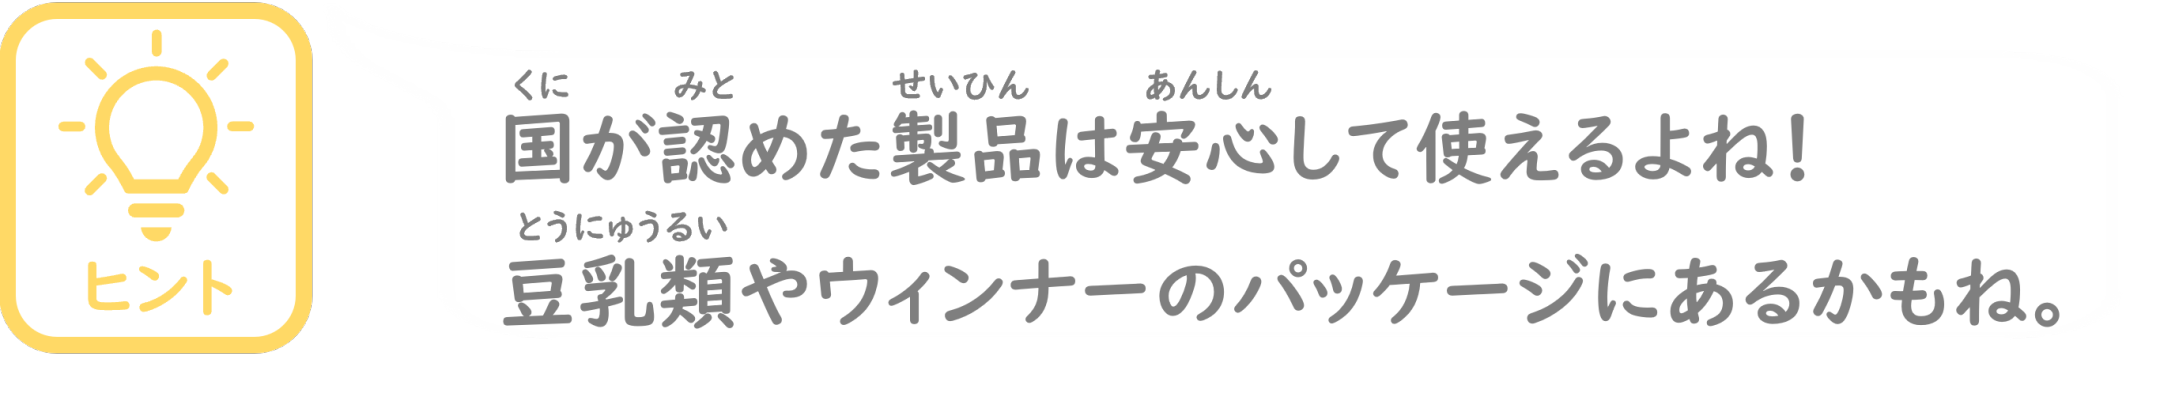 ヒント
くに みと せいひん あんしん
国が認めた製品は安心して使えるよね!
とうにゅうるい
豆乳類やウィンナーのパッケージにあるかもね。